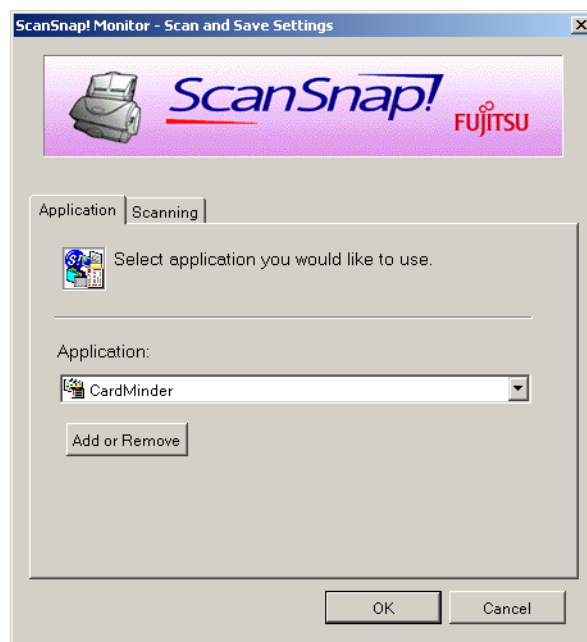 ScanSnap! Monitor - Scan and Save Settings
ScanSnap!
FUJITSU
Application Scanning
Select application you would like to use.
Application:
CardMinder
Add or Remove
OK Cancel